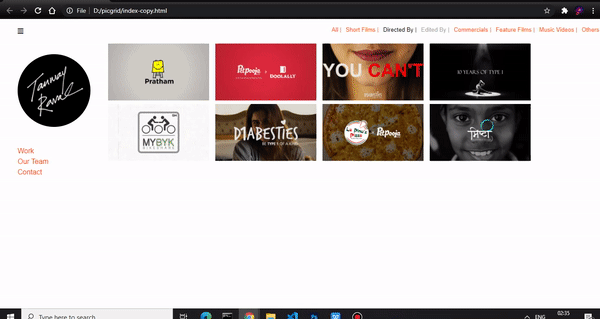 File | D:/picgrid/index-copy.html
All | Short Films | Directed By | Edited By | Commercials | Feature Films | Music Videos | Others
Tanmay
Raval
Pratham
Petpooja
BOOLALLY
YOU CAN'T
10 YEARS OF TYPE 1
MYBYK
DIABESTIES
La Pino'z Pizza
Petpooja
Work
Our Team
Contact
Type here to search
ENG
02:35